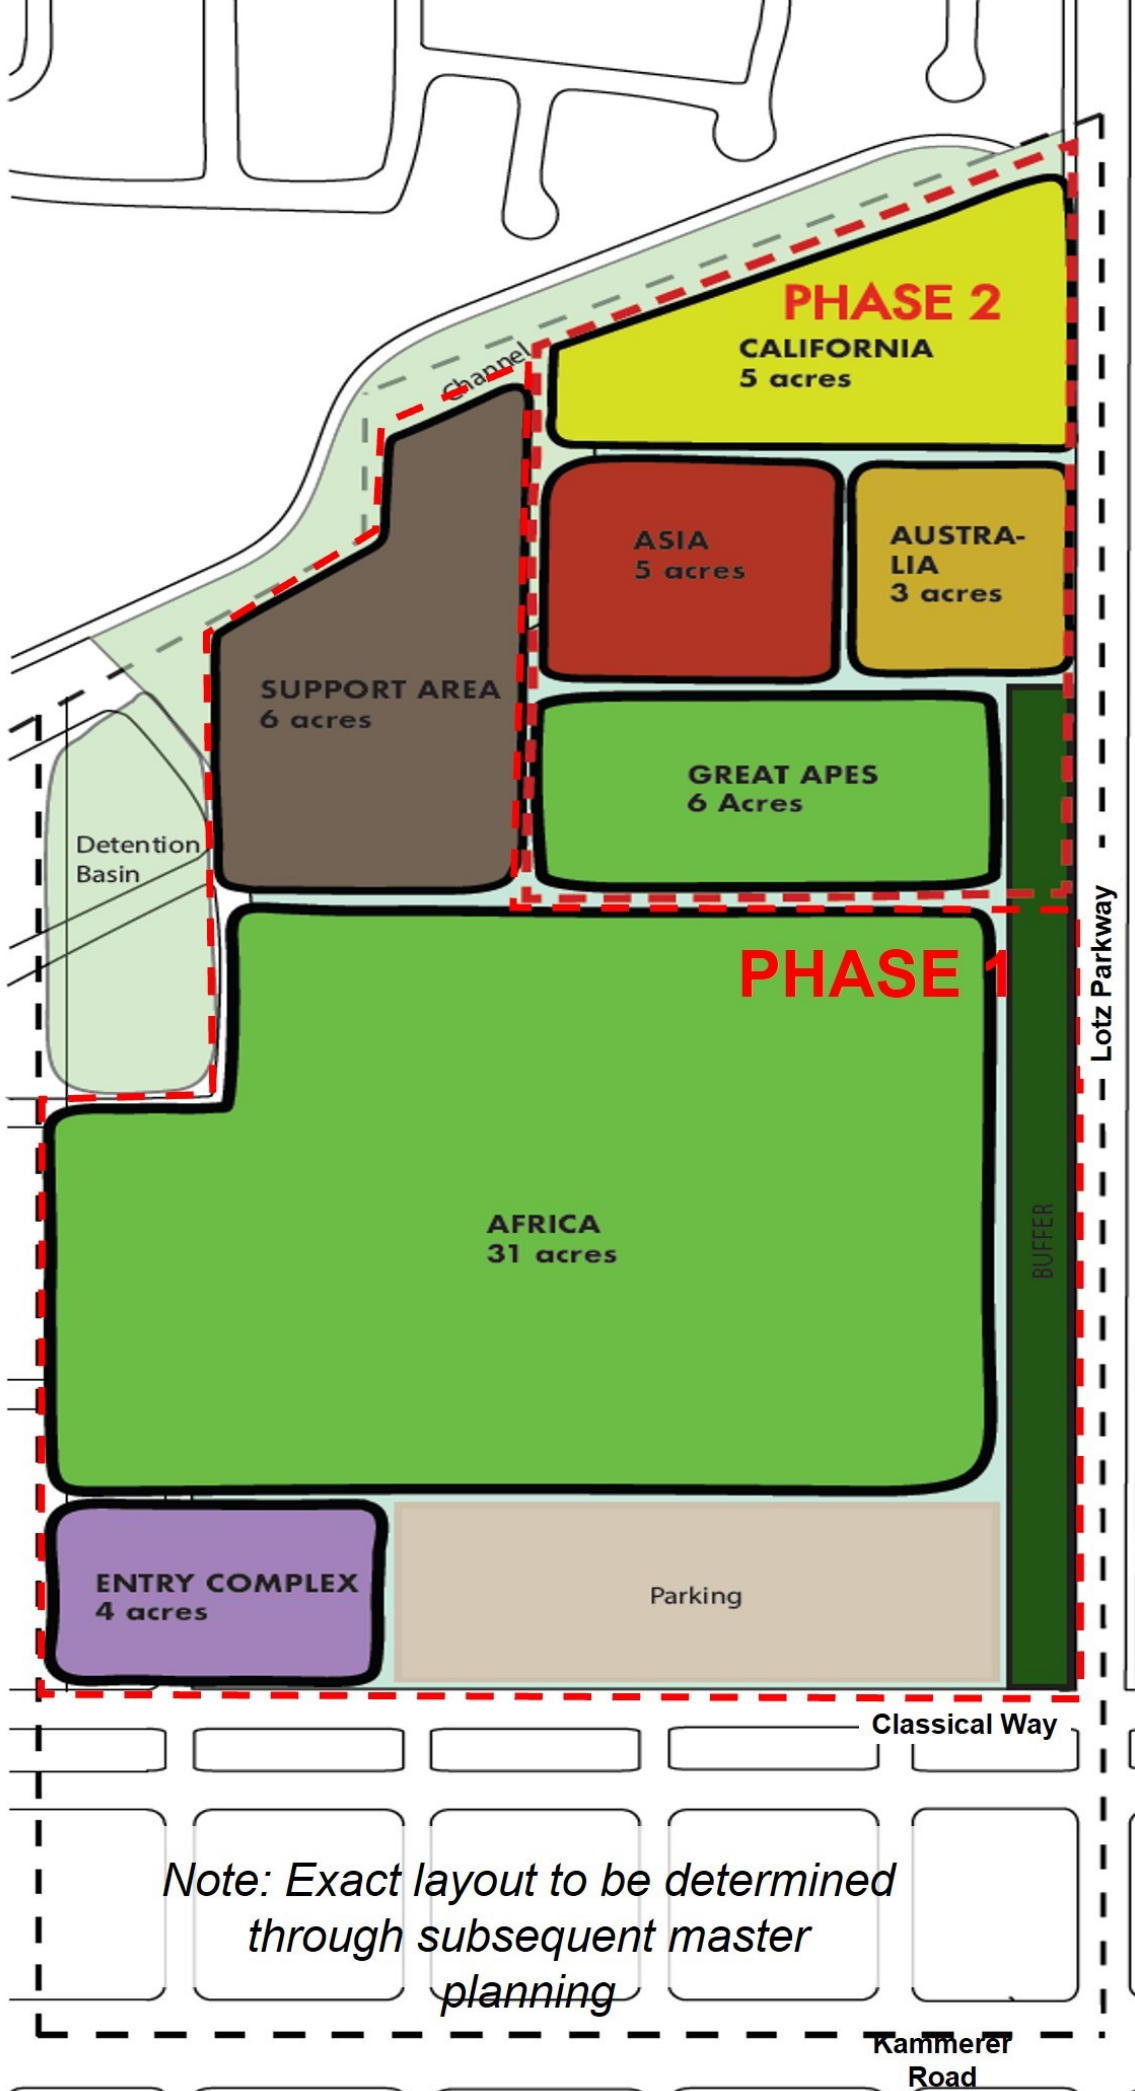 PHASE 2
CALIFORNIA
5 acres
Channel
ASIA
5 acres
AUSTRA-
LIA
3 acres
SUPPORT AREA
6 acres
GREAT APES
6 Acres
Detention
Basin
PHASE 1
Lotz Parkway
AFRICA
31 acres
BUFFER
ENTRY COMPLEX
4 acres
Parking
Classical Way
Note: Exact layout to be determined
through subsequent master
planning
Kammerer
Road